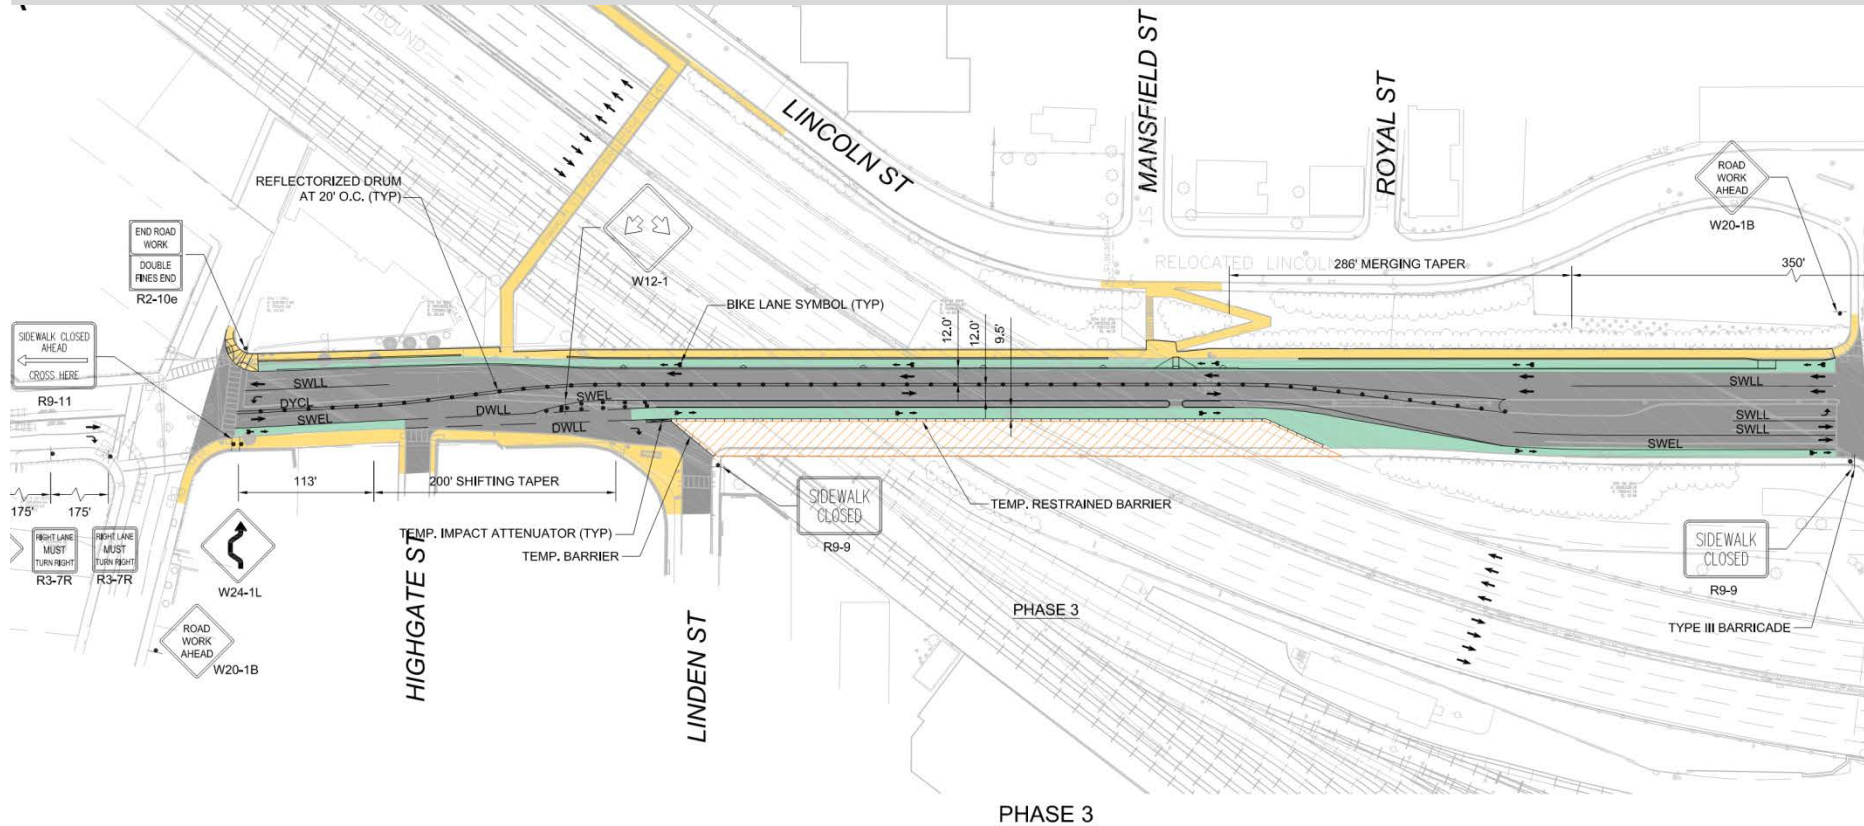 BOUND
LINCOLN ST
MANSFIELD ST
ROYAL ST
REFLECTORIZED DRUM
AT 20' O.C. (TYP)
ROAD
WORK
AHEAD
W20-1B
END ROAD
WORK
DOUBLE
FINES END
R2-10e
W12-1
RELOCATED LINCOLN
286' MERGING TAPER
350'
BIKE LANE SYMBOL (TYP)
SIDEWALK CLOSED
AHEAD
CROSS HERE
R9-11
12.0'
12.0'
9.5'
SWLL
DYCL
SWEL
DWLL
SWEL
DWLL
SWLL
SWLL
SWLL
SWEL
113'
200' SHIFTING TAPER
175'
175'
RIGHT LANE
MUST
TURN RIGHT
R3-7R
RIGHT LANE
MUST
TURN RIGHT
R3-7R
W24-1L
ROAD
WORK
AHEAD
W20-1B
TEMP. IMPACT ATTENUATOR (TYP)
TEMP. BARRIER
HIGHGATE ST
LINDEN ST
SIDEWALK
CLOSED
R9-9
TEMP. RESTRAINED BARRIER
SIDEWALK
CLOSED
R9-9
TYPE III BARRICADE
PHASE 3
PHASE 3